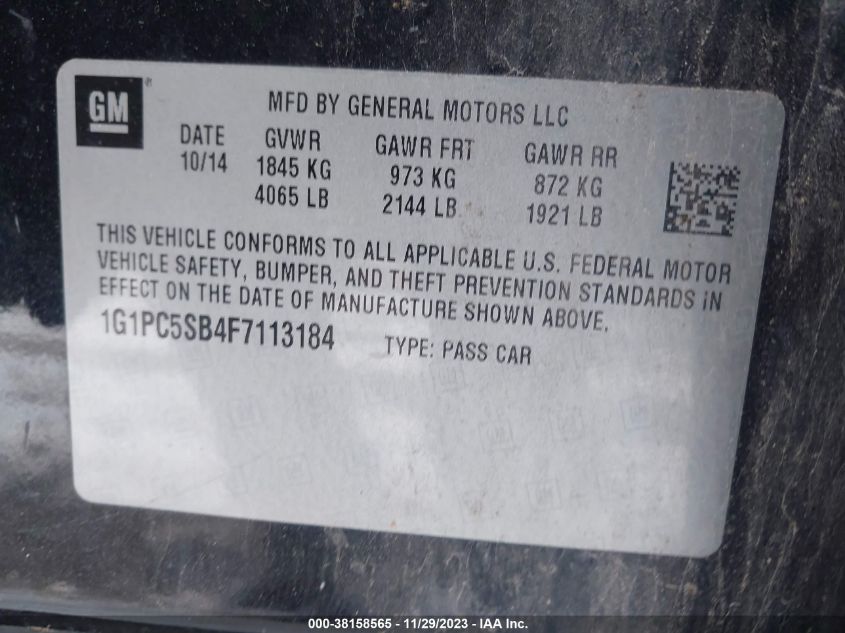 GM
MFD BY GENERAL MOTORS LLC
DATE GVWR GAWR FRT GAWR RR
10/14 1845 KG 973 KG 872 KG
4065 LB 2144 LB 1921 LB
THIS VEHICLE CONFORMS TO ALL APPLICABLE U.S. FEDERAL MOTOR
VEHICLE SAFETY, BUMPER, AND THEFT PREVENTION STANDARDS IN
EFFECT ON THE DATE OF MANUFACTURE SHOWN ABOVE.
1G1PC5SB4F7113184 TYPE: PASS CAR
000-38158565 - 11/29/2023 - IAA Inc.